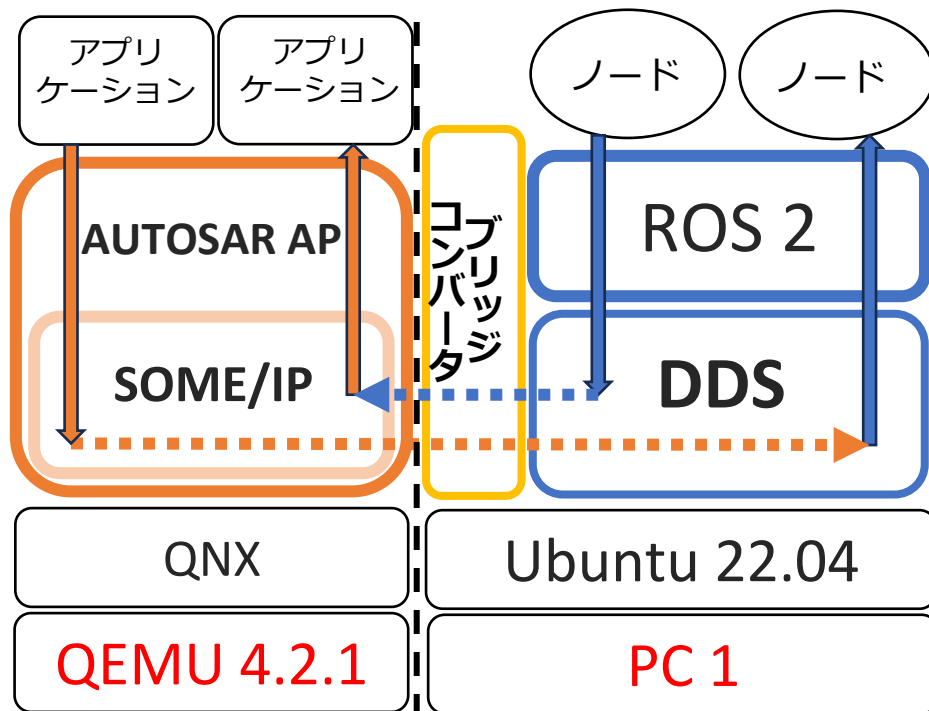 アプリ
ケーション
アプリ
ケーション
ノード
ノード
AUTOSAR AP
SOME/IP
ブリッジ
コンバータ
ROS 2
DDS
QNX
Ubuntu 22.04
QEMU 4.2.1
PC 1